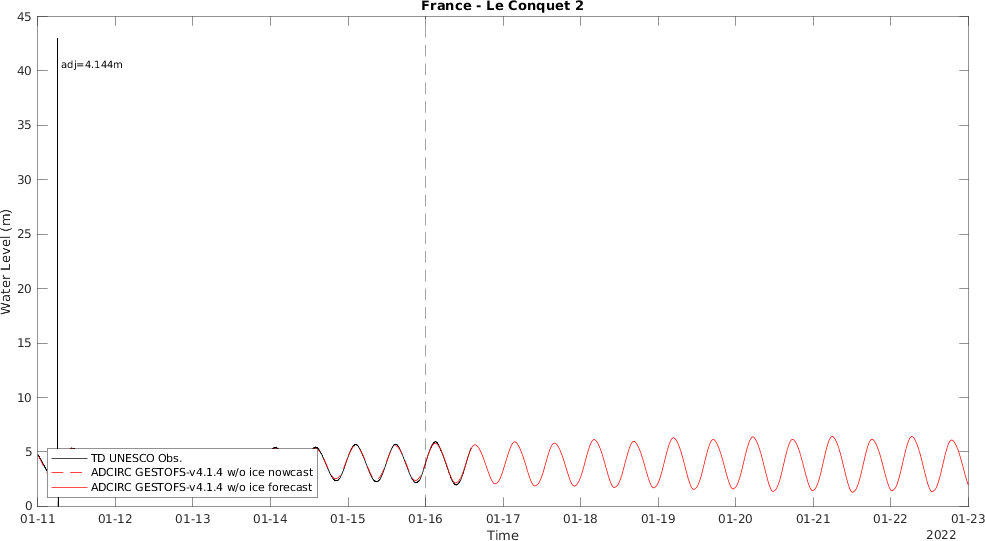 France - Le Conquet 2
45
40
35
30
25
20
15
10
5
0
Water Level (m)
adj=4.144m
TD UNESCO Obs.
ADCIRC GESTOFS-v4.1.4 w/o ice nowcast
ADCIRC GESTOFS-v4.1.4 w/o ice forecast
01-11 01-12 01-13 01-14 01-15 01-16 01-17 01-18 01-19 01-20 01-21 01-22 01-23
Time
2022